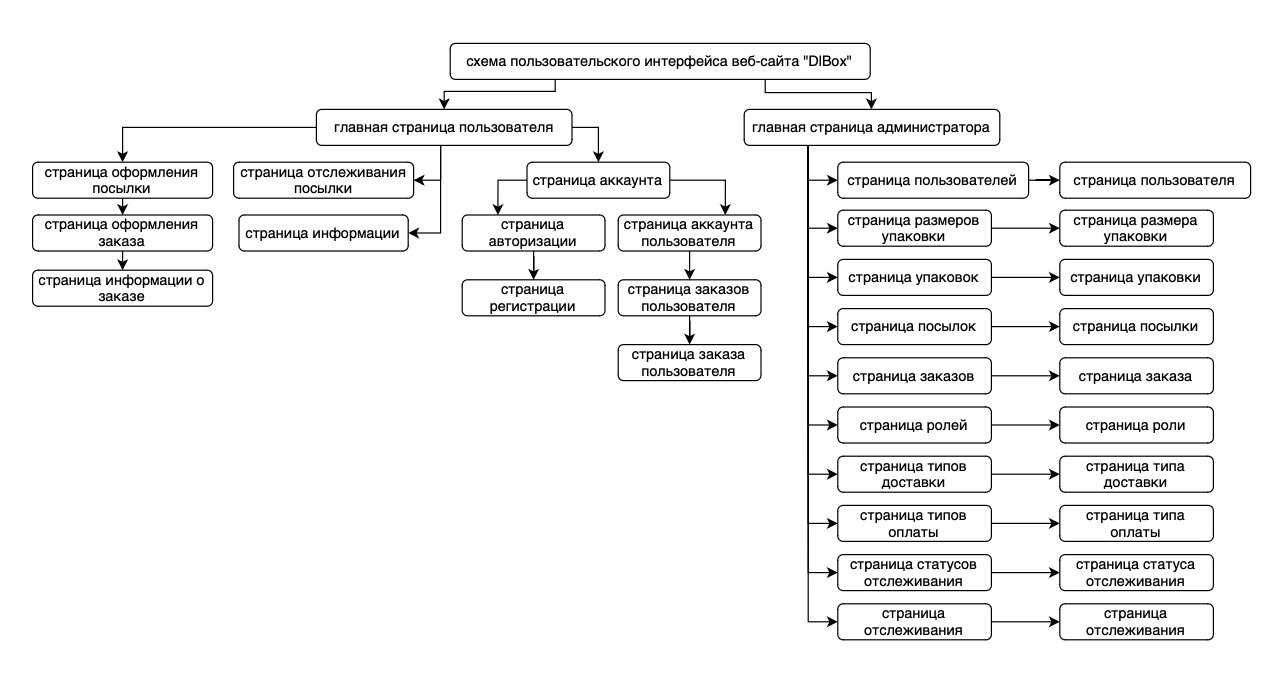 схема пользовательского интерфейса веб-сайта "DIBox"
главная страница пользователя
главная страница администратора
страница оформления
посылки
страница оформления
заказа
страница информации о
заказе
страница отслеживания
посылки
страница информации
страница аккаунта
страница
авторизации
страница
регистрации
страница аккаунта
пользователя
страница заказов
пользователя
страница заказа
пользователя
страница пользователей
страница пользователя
страница размеров
упаковки
страница размера
упаковки
страница упаковок
страница упаковки
страница посылок
страница посылки
страница заказов
страница заказа
страница ролей
страница роли
страница типов
доставки
страница типа
доставки
страница типов
оплаты
страница типа
оплаты
страница статусов
отслеживания
страница статуса
отслеживания
страница
отслеживания
страница
отслеживания